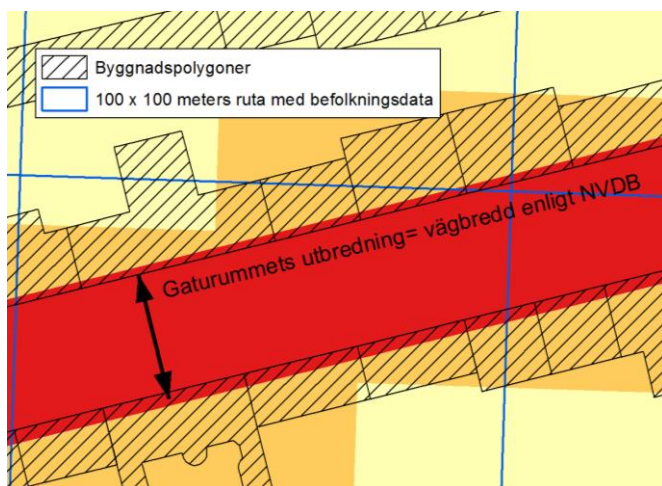 Byggnadspolygoner
100 x 100 meters ruta med befolkningsdata
Gaturummets utbredning= vägbredd enligt NVDB